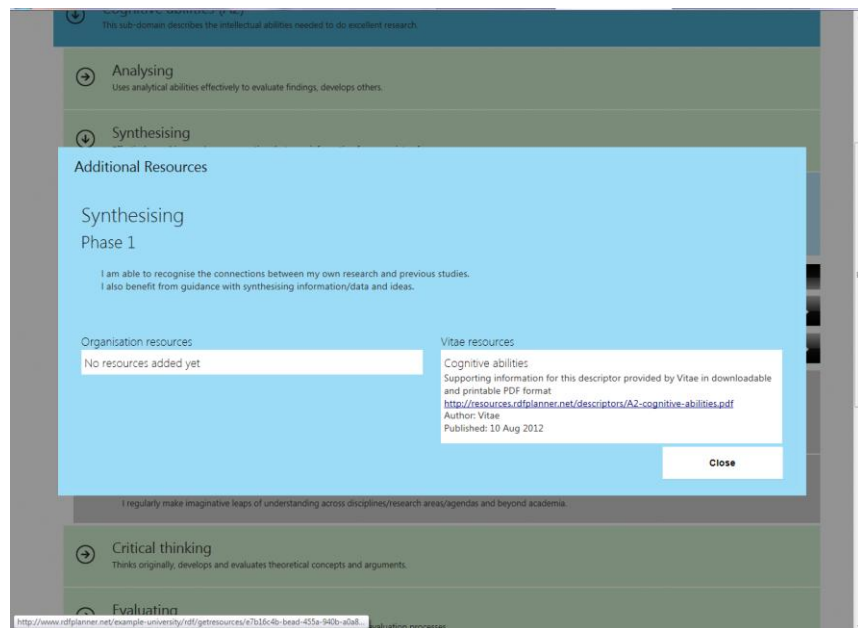 Cognitive abilities (A2)
This sub-domain describes the intellectual abilities needed to do excellent research.
Analysing
Uses analytical abilities effectively to evaluate findings, develops others.
Synthesising
Additional Resources
Synthesising
Phase 1
I am able to recognise the connections between my own research and previous studies.
I also benefit from guidance with synthesising information/data and ideas.
Organisation resources
No resources added yet
Vitae resources
Cognitive abilities
Supporting information for this descriptor provided by Vitae in downloadable
and printable PDF format
http://resources.rdfplanner.net/descriptors/A2-cognitive-abilities.pdf
Author: Vitae
Published: 10 Aug 2012
Close
I regularly make imaginative leaps of understanding across disciplines/research areas/agendas and beyond academia.
Critical thinking
Thinks originally, develops and evaluates theoretical concepts and arguments.
Evaluating
evaluation processes.
http://www.rdfplanner.net/example-university/rdf/getresources/e7b16c4b-bead-455a-940b-a0a8...